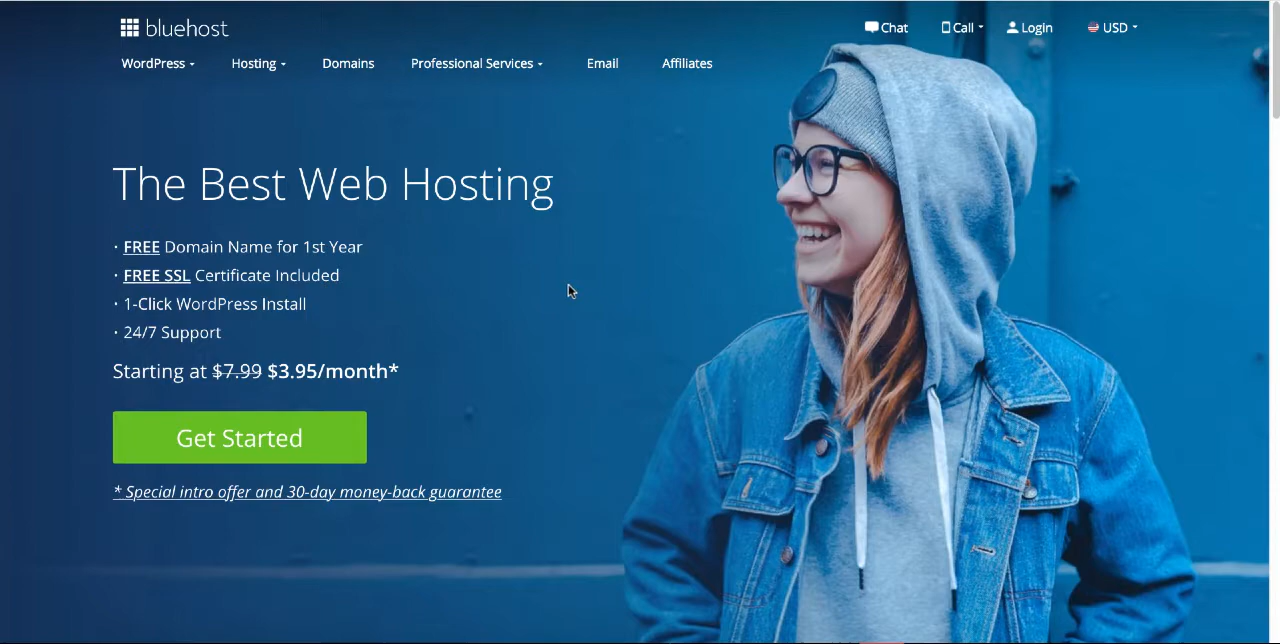 bluehost
Chat Call Login USD
WordPress Hosting Domains Professional Services Email Affiliates
The Best Web Hosting
· FREE Domain Name for 1st Year
· FREE SSL Certificate Included
· 1-Click WordPress Install
· 24/7 Support
Starting at $7.99 $3.95/month*
Get Started
* Special intro offer and 30-day money-back guarantee